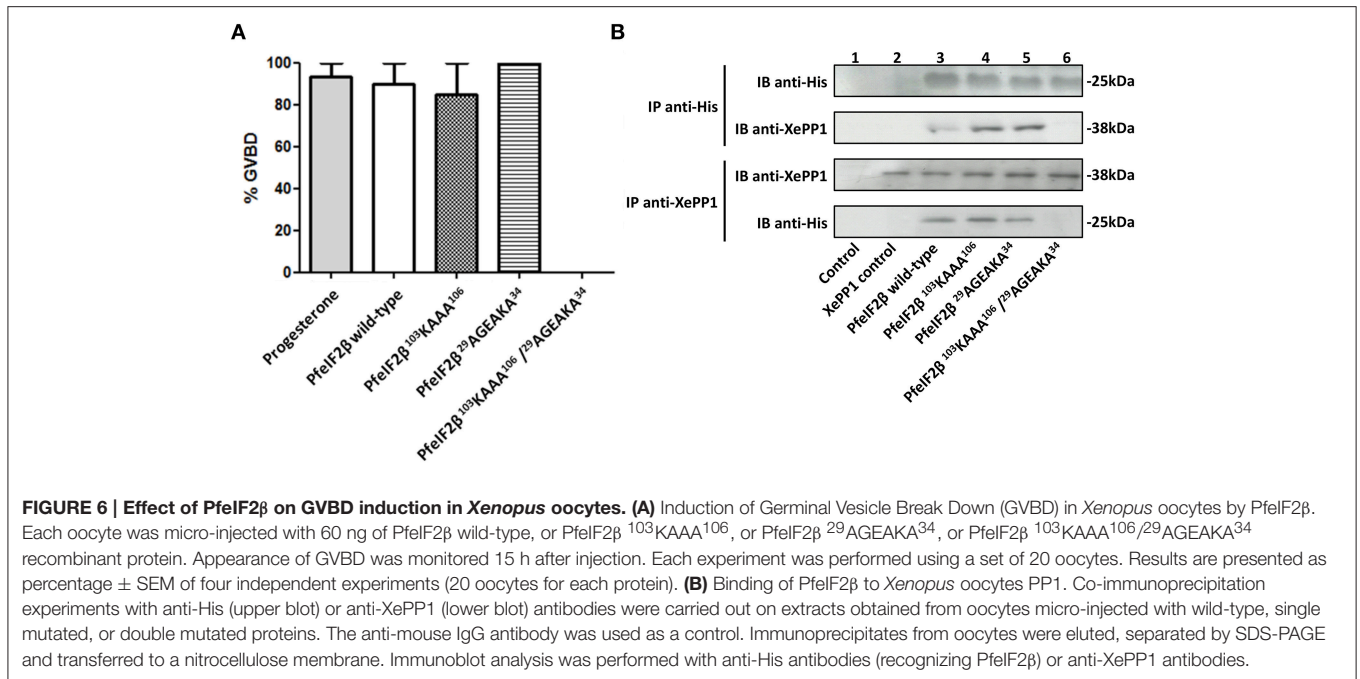 A
B
100
80
60
40
20
0
% GVBD
Progesterone
PfeIF2β wild-type
PfeIF2β ¹⁰³KAAA¹⁰⁶
PfeIF2β ²⁹AGEAKA³⁴
PfeIF2β ¹⁰³KAAA¹⁰⁶ /²⁹AGEAKA³⁴
1 2 3 4 5 6
IP anti-His
IB anti-His
-25kDa
IB anti-XePP1
-38kDa
IP anti-XePP1
IB anti-XePP1
-38kDa
IB anti-His
-25kDa
Control
XePP1 control
PfeIF2β wild-type
PfeIF2β ¹⁰³KAAA¹⁰⁶
PfeIF2β ²⁹AGEAKA³⁴
PfeIF2β ¹⁰³KAAA¹⁰⁶ /²⁹AGEAKA³⁴
FIGURE 6 | Effect of PfeIF2β on GVBD induction in Xenopus oocytes. (A) Induction of Germinal Vesicle Break Down (GVBD) in Xenopus oocytes by PfeIF2β.
Each oocyte was micro-injected with 60 ng of PfeIF2β wild-type, or PfeIF2β ¹⁰³KAAA¹⁰⁶, or PfeIF2β ²⁹AGEAKA³⁴, or PfeIF2β ¹⁰³KAAA¹⁰⁶/²⁹AGEAKA³⁴
recombinant protein. Appearance of GVBD was monitored 15 h after injection. Each experiment was performed using a set of 20 oocytes. Results are presented as
percentage ± SEM of four independent experiments (20 oocytes for each protein). (B) Binding of PfeIF2β to Xenopus oocytes PP1. Co-immunoprecipitation
experiments with anti-His (upper blot) or anti-XePP1 (lower blot) antibodies were carried out on extracts obtained from oocytes micro-injected with wild-type, single
mutated, or double mutated proteins. The anti-mouse IgG antibody was used as a control. Immunoprecipitates from oocytes were eluted, separated by SDS-PAGE
and transferred to a nitrocellulose membrane. Immunoblot analysis was performed with anti-His antibodies (recognizing PfeIF2β) or anti-XePP1 antibodies.